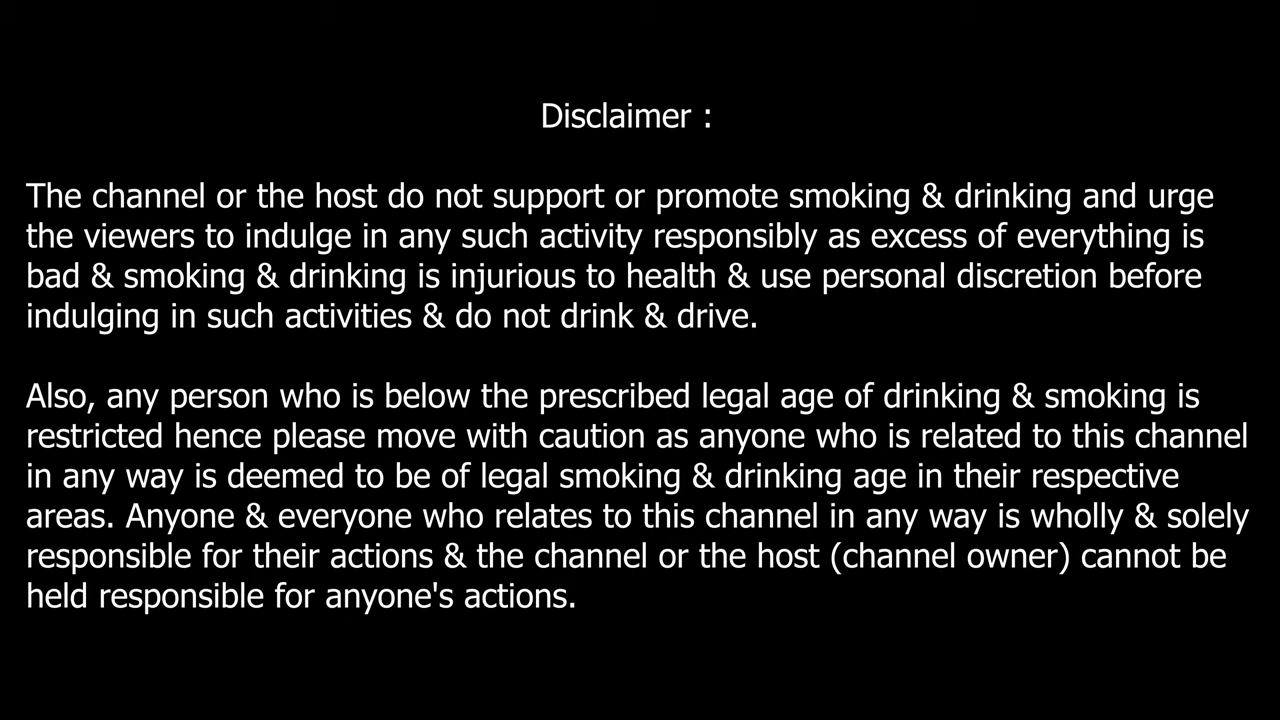 Disclaimer :
The channel or the host do not support or promote smoking & drinking and urge
the viewers to indulge in any such activity responsibly as excess of everything is
bad & smoking & drinking is injurious to health & use personal discretion before
indulging in such activities & do not drink & drive.
Also, any person who is below the prescribed legal age of drinking & smoking is
restricted hence please move with caution as anyone who is related to this channel
in any way is deemed to be of legal smoking & drinking age in their respective
areas. Anyone & everyone who relates to this channel in any way is wholly & solely
responsible for their actions & the channel or the host (channel owner) cannot be
held responsible for anyone's actions.